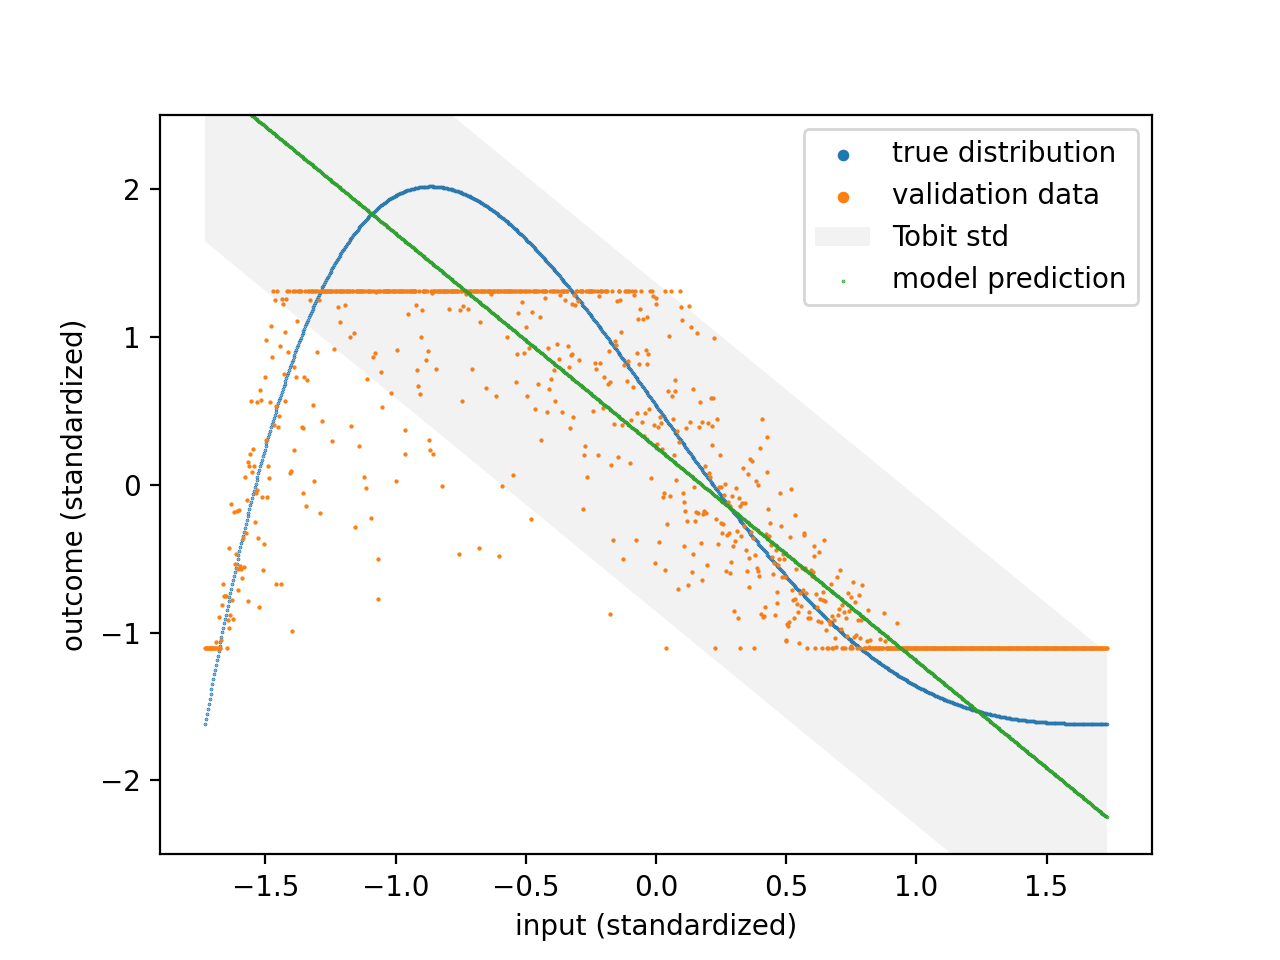 true distribution
validation data
Tobit std
model prediction
2
1
0
−1
−2
outcome (standardized)
−1.5 −1.0 −0.5 0.0 0.5 1.0 1.5
input (standardized)